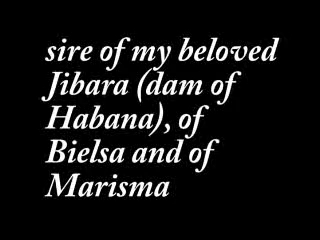 sire of my beloved
Jibara (dam of
Habana), of
Bielsa and of
Marisma